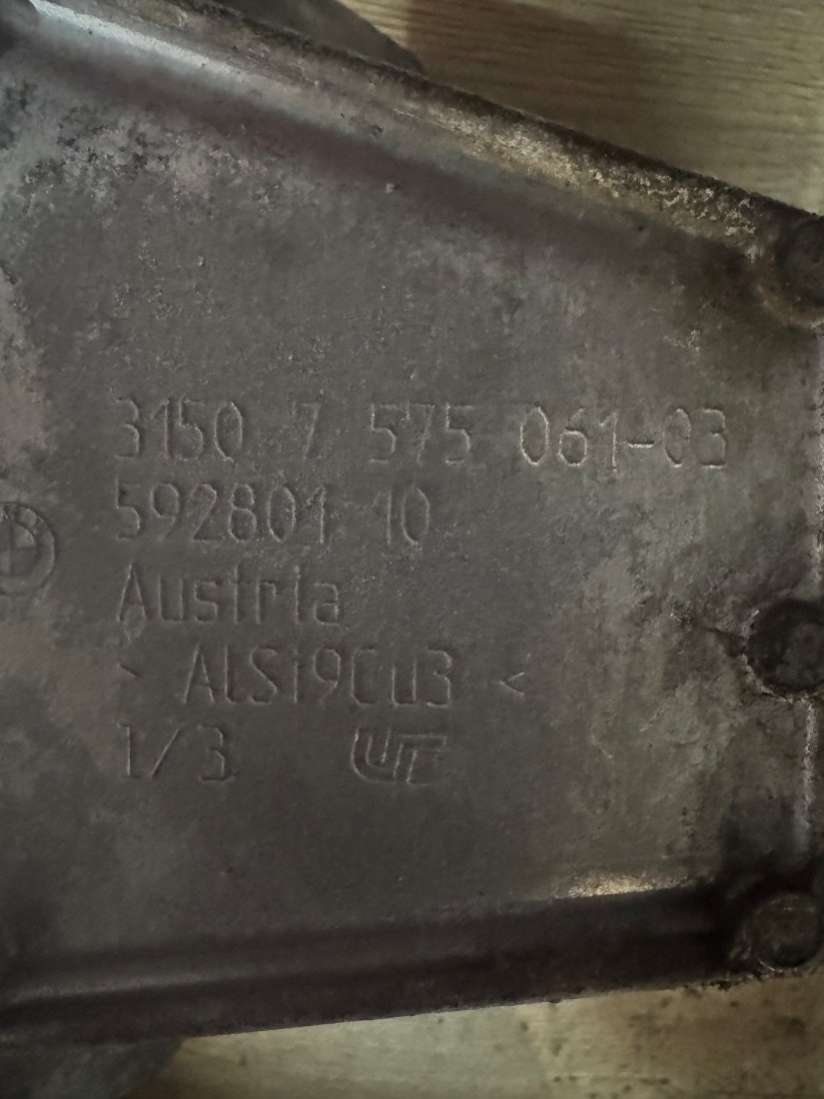 3150 7 575 061-03
592801 10
Austria
> AlSi9Cu3 <
1/3